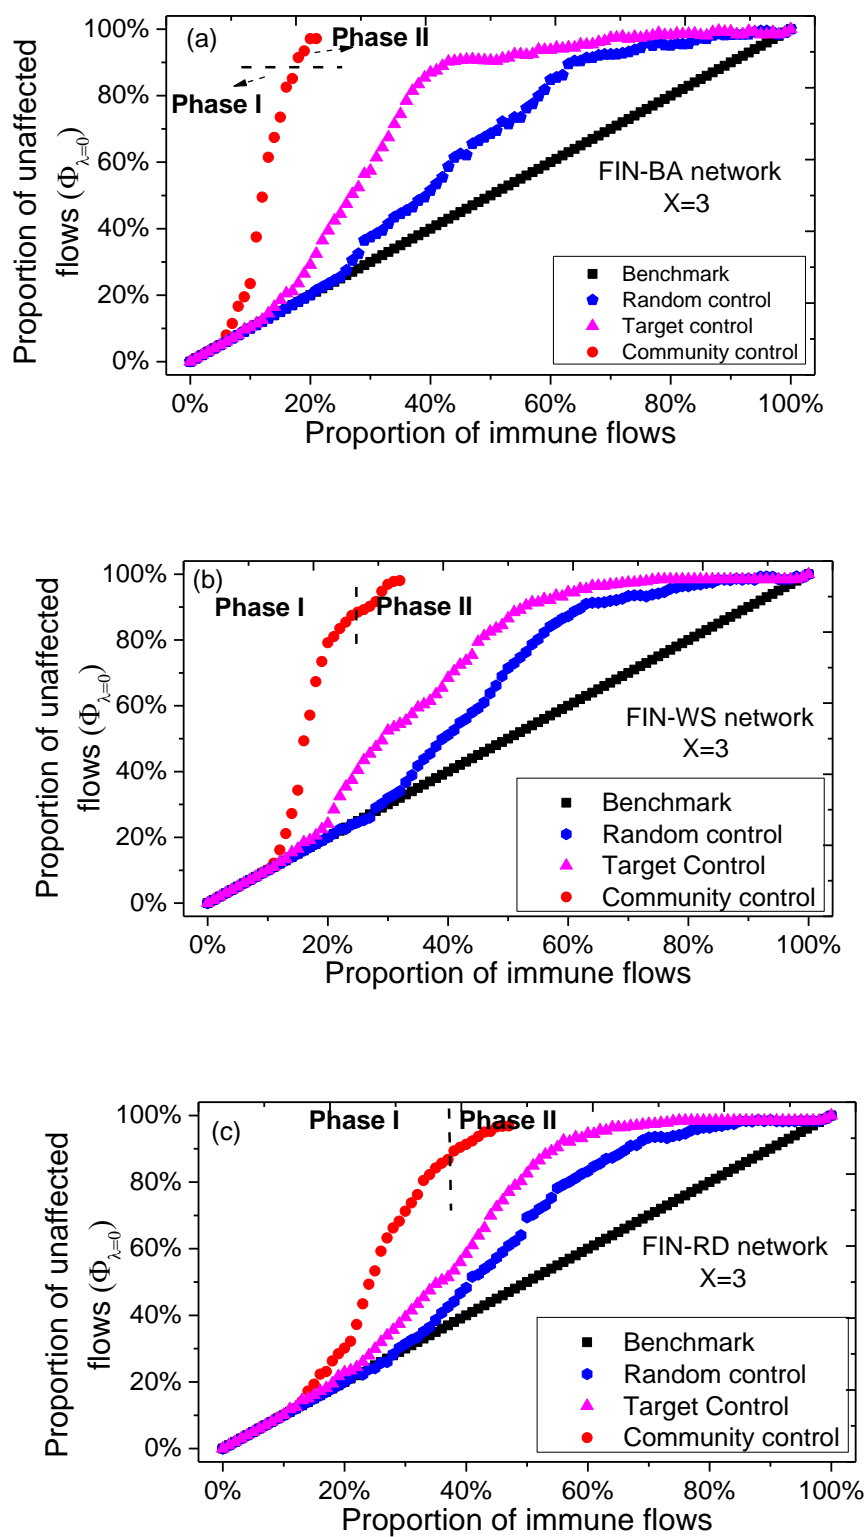 (a)
Phase II
Phase I
100%
80%
60%
40%
20%
0%
Proportion of unaffected
flows (Φλ=0)
FIN-BA network
X=3
Benchmark
Random control
Target control
Community control
0% 20% 40% 60% 80% 100%
Proportion of immune flows
(b)
Phase I Phase II
100%
80%
60%
40%
20%
0%
Proportion of unaffected
flows (Φλ=0)
FIN-WS network
X=3
Benchmark
Random control
Target Control
Community control
0% 20% 40% 60% 80% 100%
Proportion of immune flows
(c)
Phase I Phase II
100%
80%
60%
40%
20%
0%
Proportion of unaffected
flows (Φλ=0)
FIN-RD network
X=3
Benchmark
Random control
Target Control
Community control
0% 20% 40% 60% 80% 100%
Proportion of immune flows